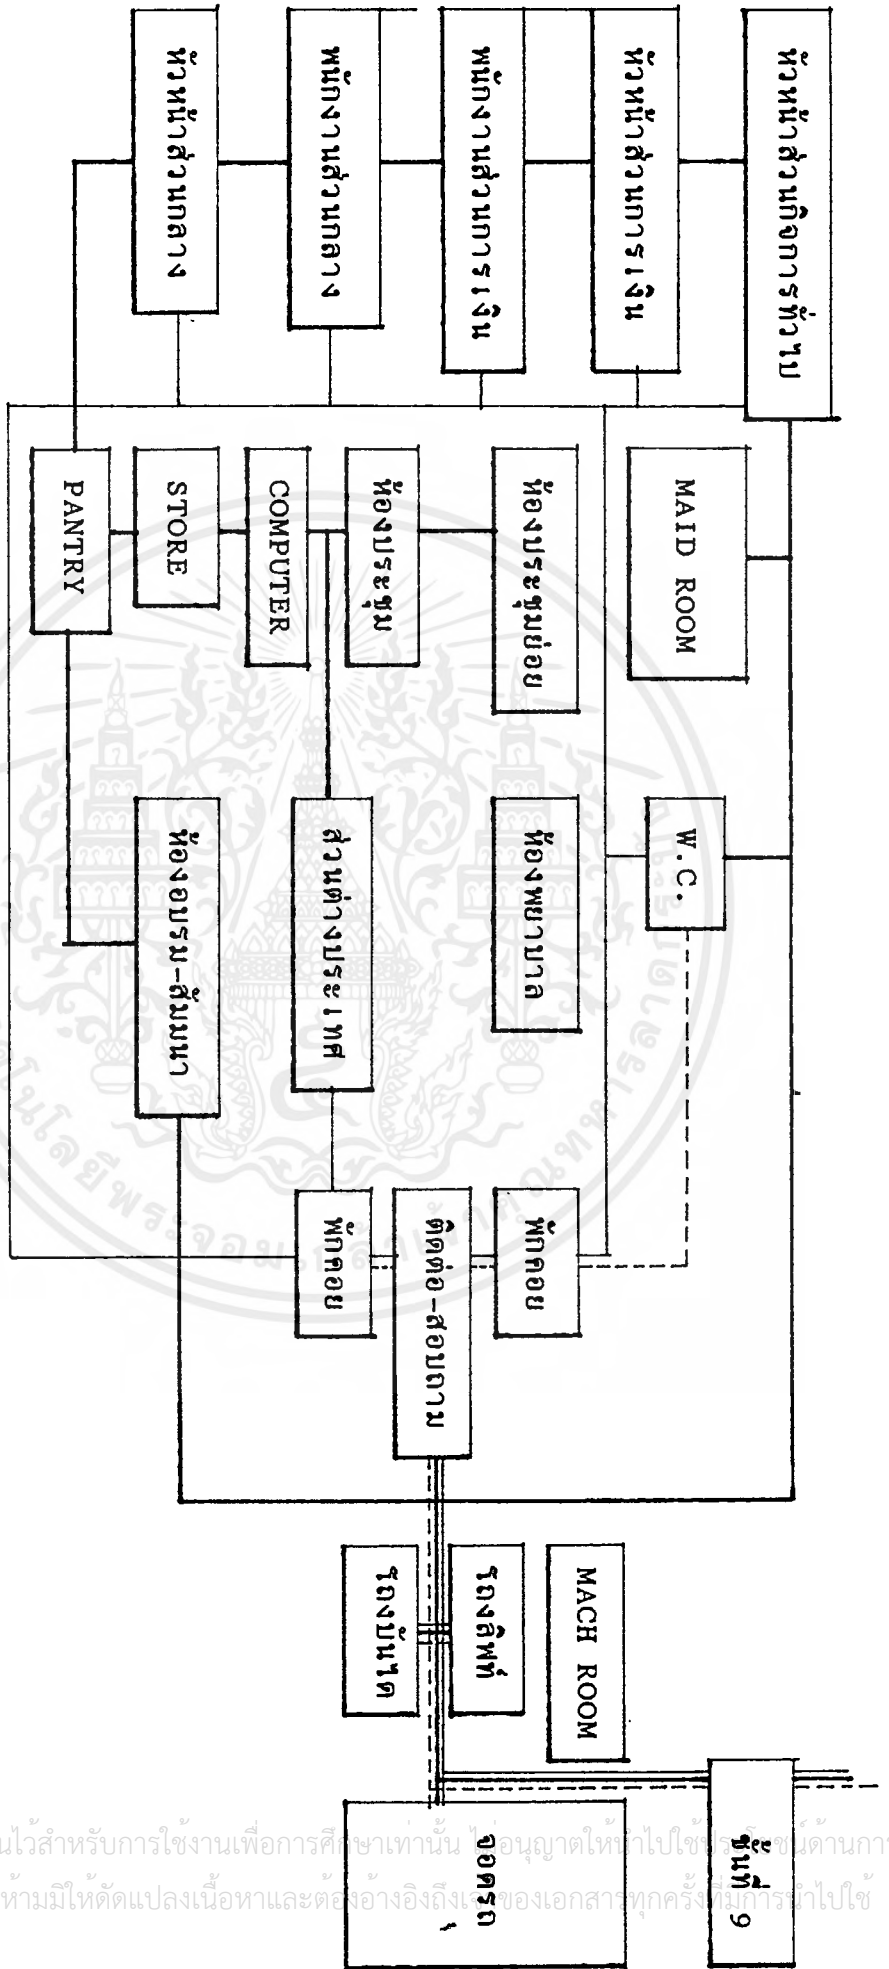 หัวหน้าส่วนกิจการทั่วไป
หัวหน้าส่วนการเงิน
พนักงานส่วนการเงิน
พนักงานส่วนกลาง
หัวหน้าส่วนกลาง
MAID ROOM
ห้องประชุมย่อย
ห้องประชุม
COMPUTER
STORE
PANTRY
W.C.
ห้องพยาบาล
ส่วนต่างประเทศ
ห้องอบรม-สัมมนา
พักคอย
ติดต่อ-สอบถาม
พักคอย
MACH ROOM
โถงลิฟท์
โถงบันได
ชั้นที่ 9
จอดรถ
นไว้สำหรับการใช้งานเพื่อการศึกษาเท่านั้น ไม่อนุญาตให้นำไปใช้ประโยชน์ด้านการ
ห้ามมิให้ดัดแปลงเนื้อหาและต้องอ้างอิงถึงเจ้าของเอกสารทุกครั้งที่มีการนำไปใช้